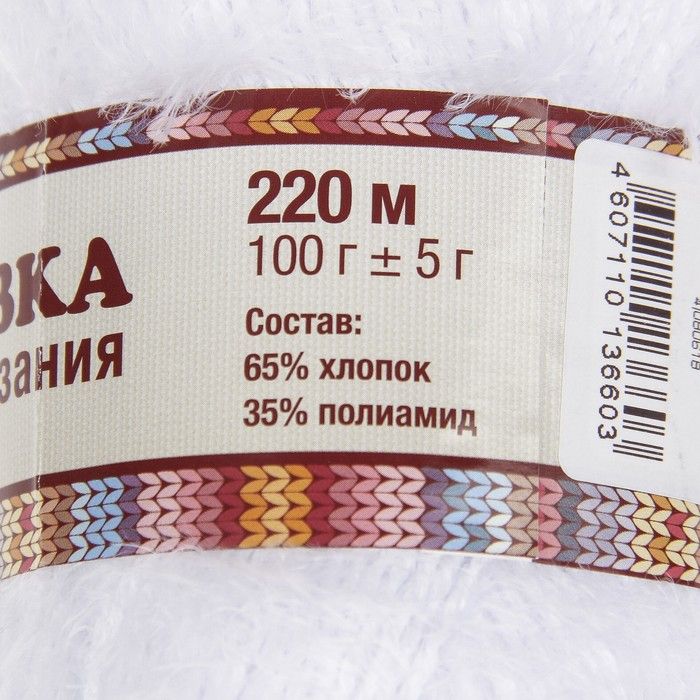 ВКА
зания
220 м
100 г ± 5 г
Состав:
65% хлопок
35% полиамид
4 607110 136603